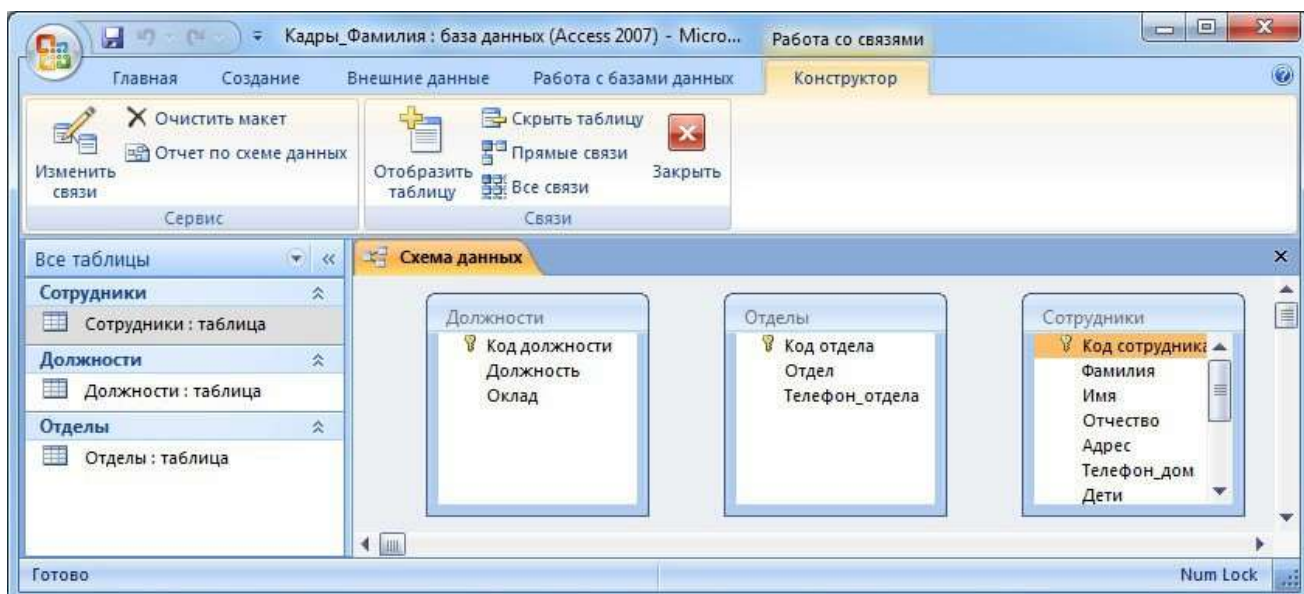 Кадры_Фамилия : база данных (Access 2007) - Micro...
Работа со связями
Главная
Создание
Внешние данные
Работа с базами данных
Конструктор
Изменить связи
Очистить макет
Отчет по схеме данных
Сервис
Отобразить таблицу
Скрыть таблицу
Прямые связи
Все связи
Закрыть
Связи
Все таблицы
Сотрудники
Сотрудники : таблица
Должности
Должности : таблица
Отделы
Отделы : таблица
Схема данных
Должности
Код должности
Должность
Оклад
Отделы
Код отдела
Отдел
Телефон_отдела
Сотрудники
Код сотрудника
Фамилия
Имя
Отчество
Адрес
Телефон_дом
Дети
Готово
Num Lock